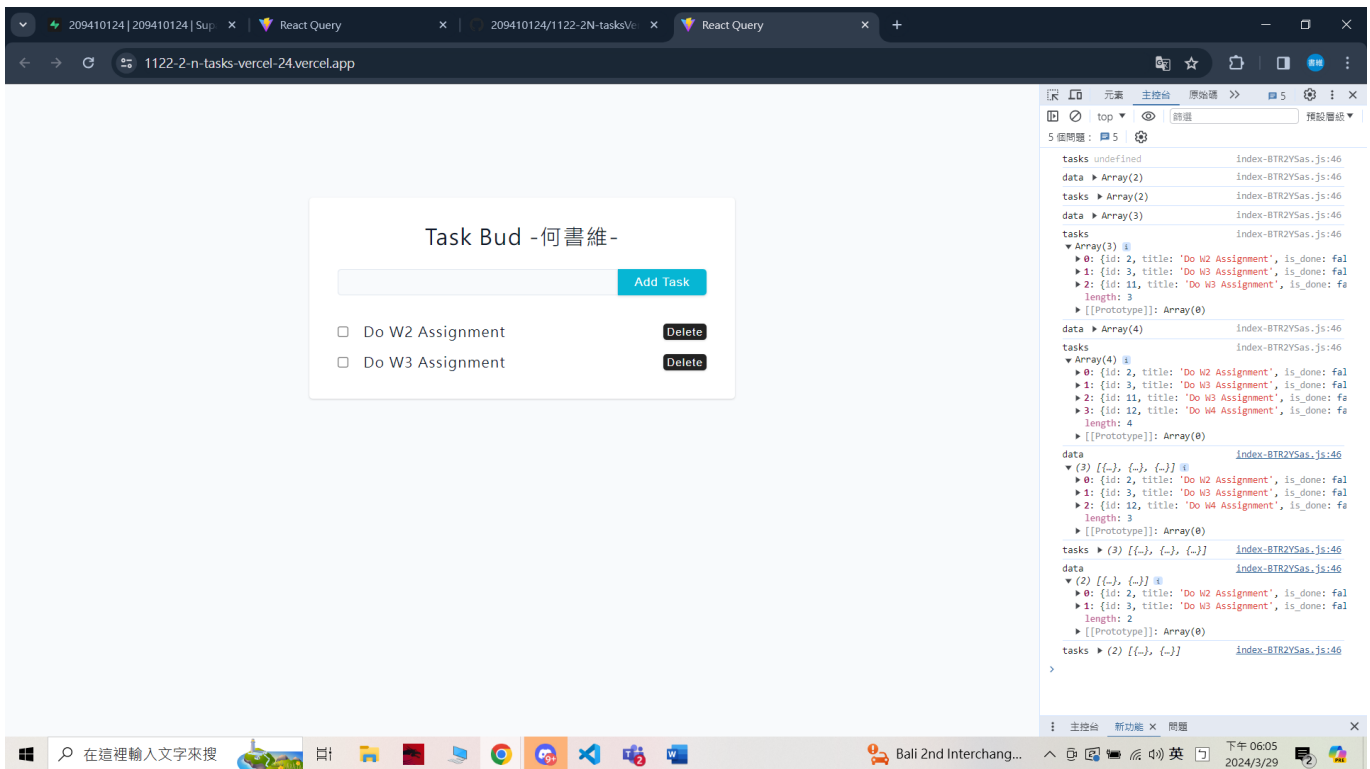 209410124 | 209410124 | Sup
React Query
209410124/1122-2N-tasksVe
React Query
1122-2-n-tasks-vercel-24.vercel.app
書維
元素 主控台 原始碼 5
top 篩選 預設層級
5 個問題： 5
tasks undefined index-BTR2YSas.js:46
data ▶ Array(2) index-BTR2YSas.js:46
tasks ▶ Array(2) index-BTR2YSas.js:46
data ▶ Array(3) index-BTR2YSas.js:46
tasks index-BTR2YSas.js:46
▼ Array(3) i
▶ 0: {id: 2, title: 'Do W2 Assignment', is_done: fal
▶ 1: {id: 3, title: 'Do W3 Assignment', is_done: fal
▶ 2: {id: 11, title: 'Do W3 Assignment', is_done: fa
length: 3
▶ [[Prototype]]: Array(0)
data ▶ Array(4) index-BTR2YSas.js:46
tasks index-BTR2YSas.js:46
▼ Array(4) i
▶ 0: {id: 2, title: 'Do W2 Assignment', is_done: fal
▶ 1: {id: 3, title: 'Do W3 Assignment', is_done: fal
▶ 2: {id: 11, title: 'Do W3 Assignment', is_done: fa
▶ 3: {id: 12, title: 'Do W4 Assignment', is_done: fa
length: 4
▶ [[Prototype]]: Array(0)
data index-BTR2YSas.js:46
▼ (3) [{…}, {…}, {…}] i
▶ 0: {id: 2, title: 'Do W2 Assignment', is_done: fal
▶ 1: {id: 3, title: 'Do W3 Assignment', is_done: fal
▶ 2: {id: 12, title: 'Do W4 Assignment', is_done: fa
length: 3
▶ [[Prototype]]: Array(0)
tasks ▶ (3) [{…}, {…}, {…}] index-BTR2YSas.js:46
data index-BTR2YSas.js:46
▼ (2) [{…}, {…}] i
▶ 0: {id: 2, title: 'Do W2 Assignment', is_done: fal
▶ 1: {id: 3, title: 'Do W3 Assignment', is_done: fal
length: 2
▶ [[Prototype]]: Array(0)
tasks ▶ (2) [{…}, {…}] index-BTR2YSas.js:46
主控台 新功能 問題
Task Bud -何書維-
Add Task
Do W2 Assignment Delete
Do W3 Assignment Delete
在這裡輸入文字來搜
9+
2
Bali 2nd Interchang...
英
下午 06:05
2024/3/29
2
PRE